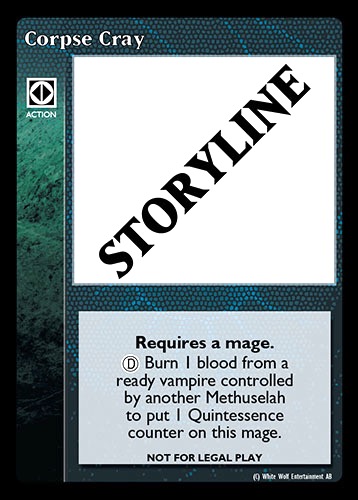 Corpse Cray
ACTION
STORYLINE
Requires a mage.
Ⓓ Burn 1 blood from a
ready vampire controlled
by another Methuselah
to put 1 Quintessence
counter on this mage.
NOT FOR LEGAL PLAY
(C) White Wolf Entertainment AB